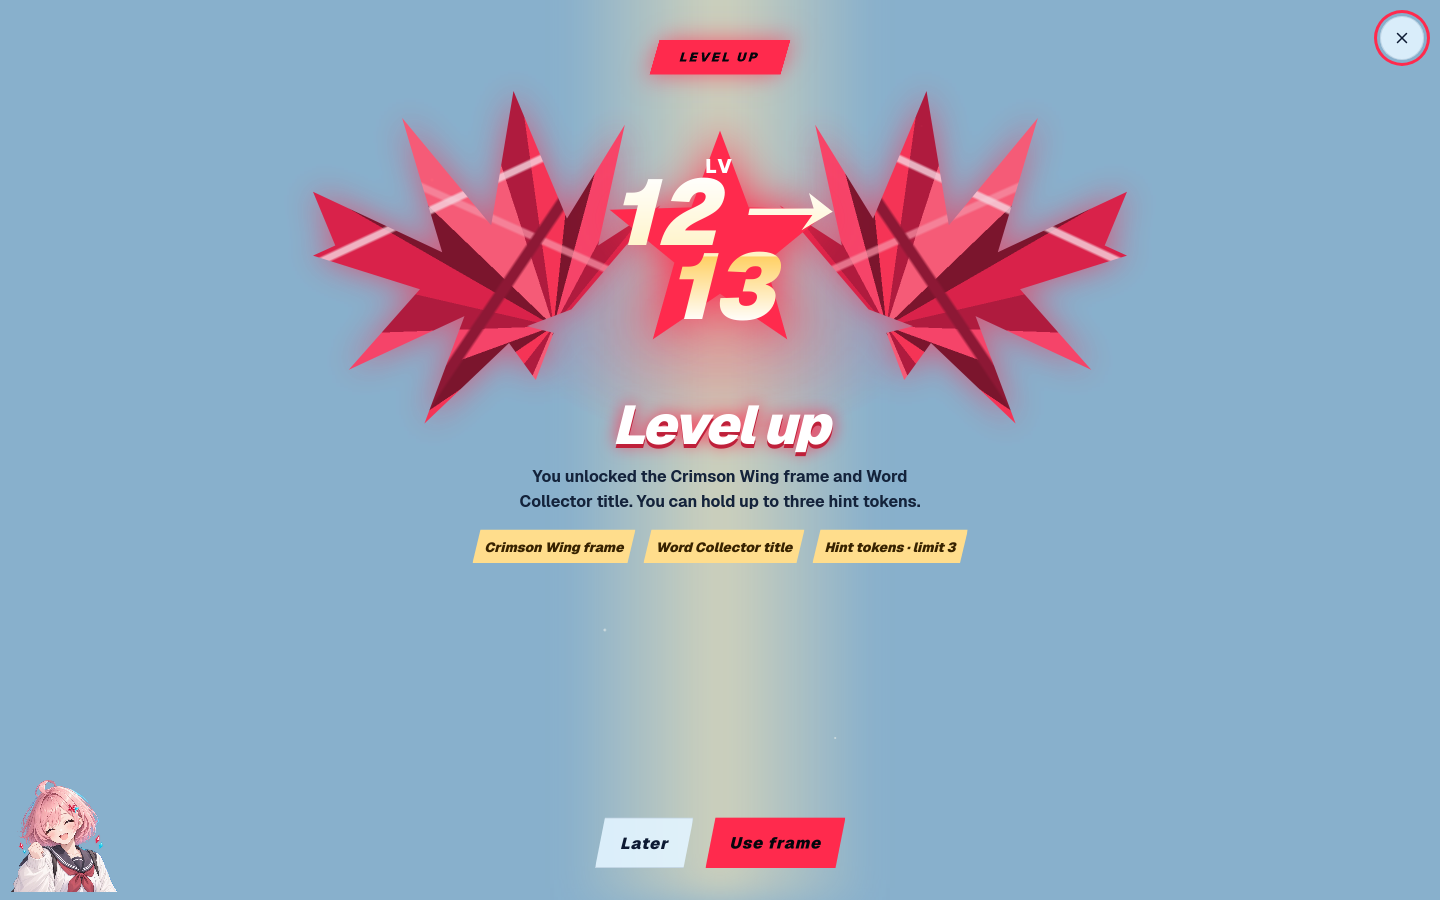 LEVEL UP
LV
12 →
13
Level up
You unlocked the Crimson Wing frame and Word
Collector title. You can hold up to three hint tokens.
Crimson Wing frame
Word Collector title
Hint tokens · limit 3
Later
Use frame